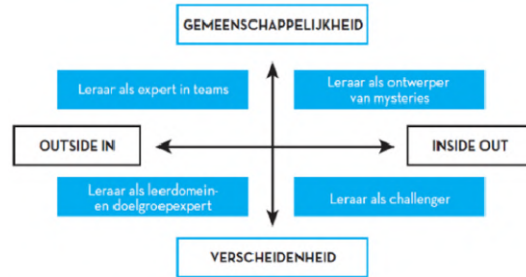 GEMEENSCHAPPELIJKHEID
Leraar als expert in teams
Leraar als ontwerper
van mysteries
OUTSIDE IN
INSIDE OUT
Leraar als leerdomein-
en doelgroepexpert
Leraar als challenger
VERSCHEIDENHEID